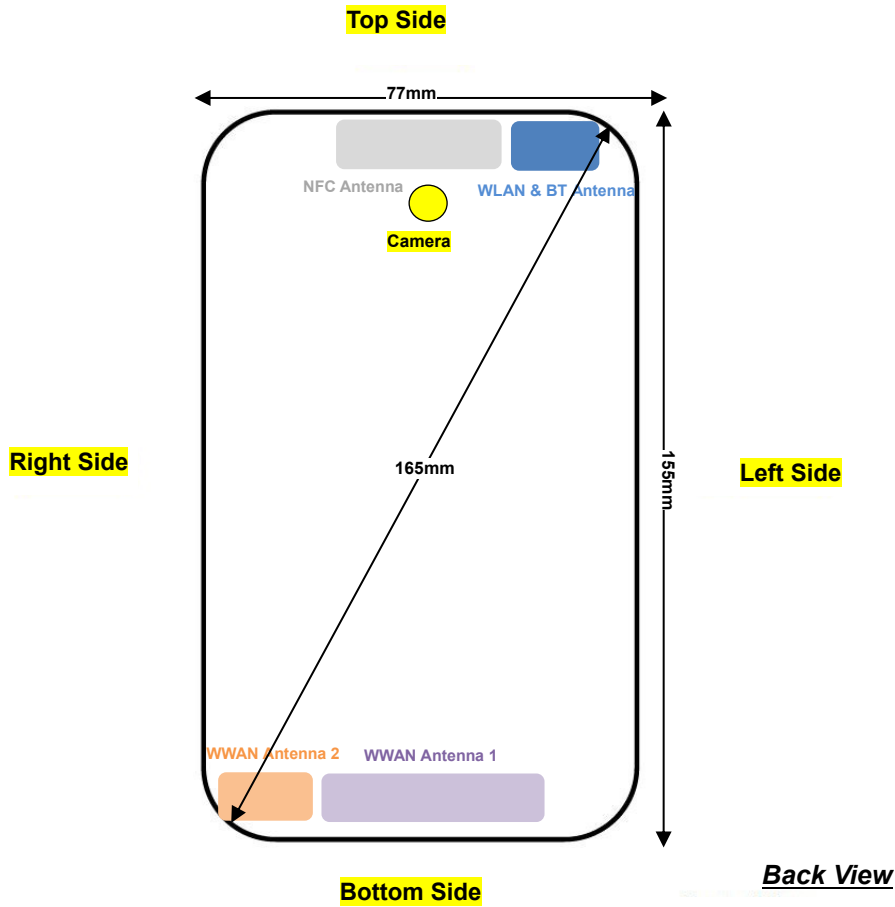 Top Side
77mm
NFC Antenna
WLAN & BT Antenna
Camera
Right Side
165mm
155mm
Left Side
WWAN Antenna 2
WWAN Antenna 1
Back View
Bottom Side